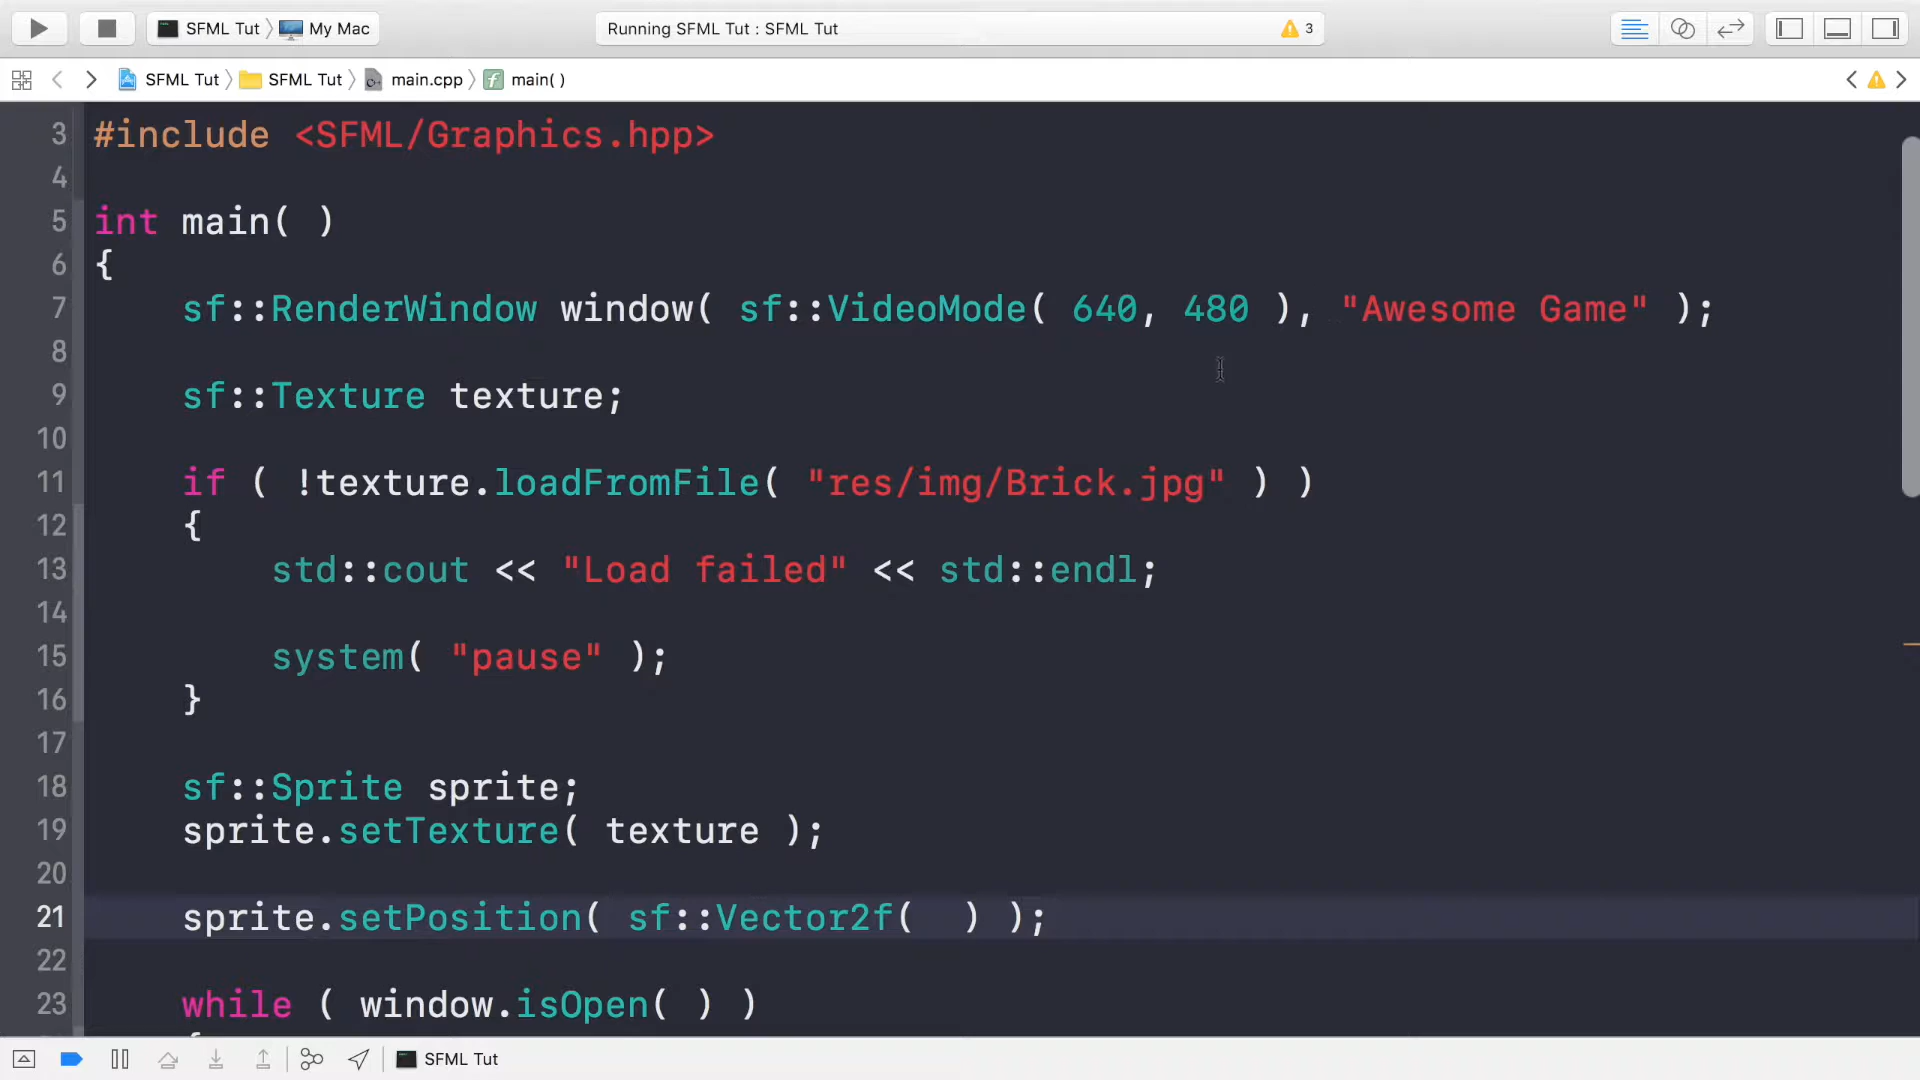 SFML Tut My Mac Running SFML Tut : SFML Tut 3
SFML Tut SFML Tut main.cpp main( )
3 #include <SFML/Graphics.hpp>
4
5 int main( )
6 {
7 sf::RenderWindow window( sf::VideoMode( 640, 480 ), "Awesome Game" );
8
9 sf::Texture texture;
10
11 if ( !texture.loadFromFile( "res/img/Brick.jpg" ) )
12 {
13 std::cout << "Load failed" << std::endl;
14
15 system( "pause" );
16 }
17
18 sf::Sprite sprite;
19 sprite.setTexture( texture );
20
21 sprite.setPosition( sf::Vector2f(  ) );
22
23 while ( window.isOpen( ) )
SFML Tut